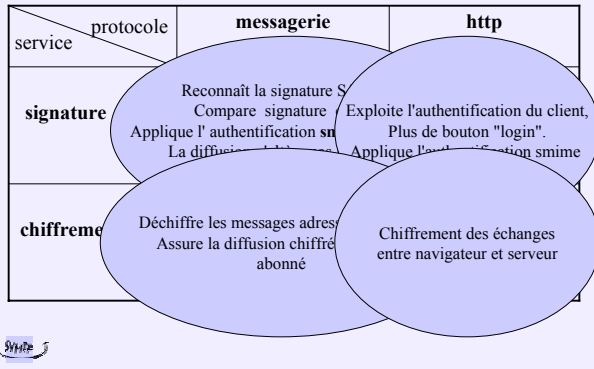 protocole
service
messagerie
http
signature
Reconnaît la signature S
Compare signature
Applique l' authentification sm
La diffusion
Exploite l'authentification du client,
Plus de bouton "login".
Applique l'authentification smime
chiffreme
Déchiffre les messages adres
Assure la diffusion chiffré
abonné
Chiffrement des échanges
entre navigateur et serveur